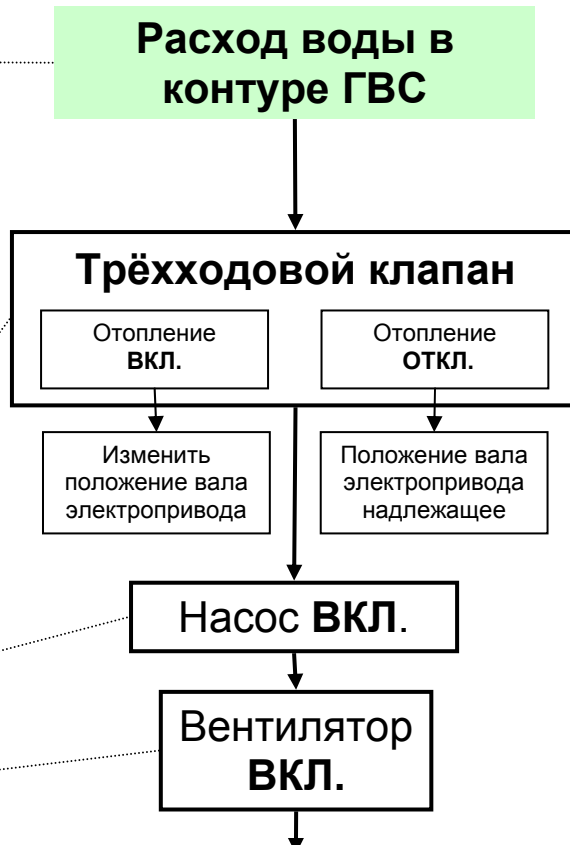 Расход воды в
контуре ГВС
Трёхходовой клапан
Отопление
ВКЛ.
Отопление
ОТКЛ.
Изменить
положение вала
электропривода
Положение вала
электропривода
надлежащее
Насос ВКЛ.
Вентилятор
ВКЛ.